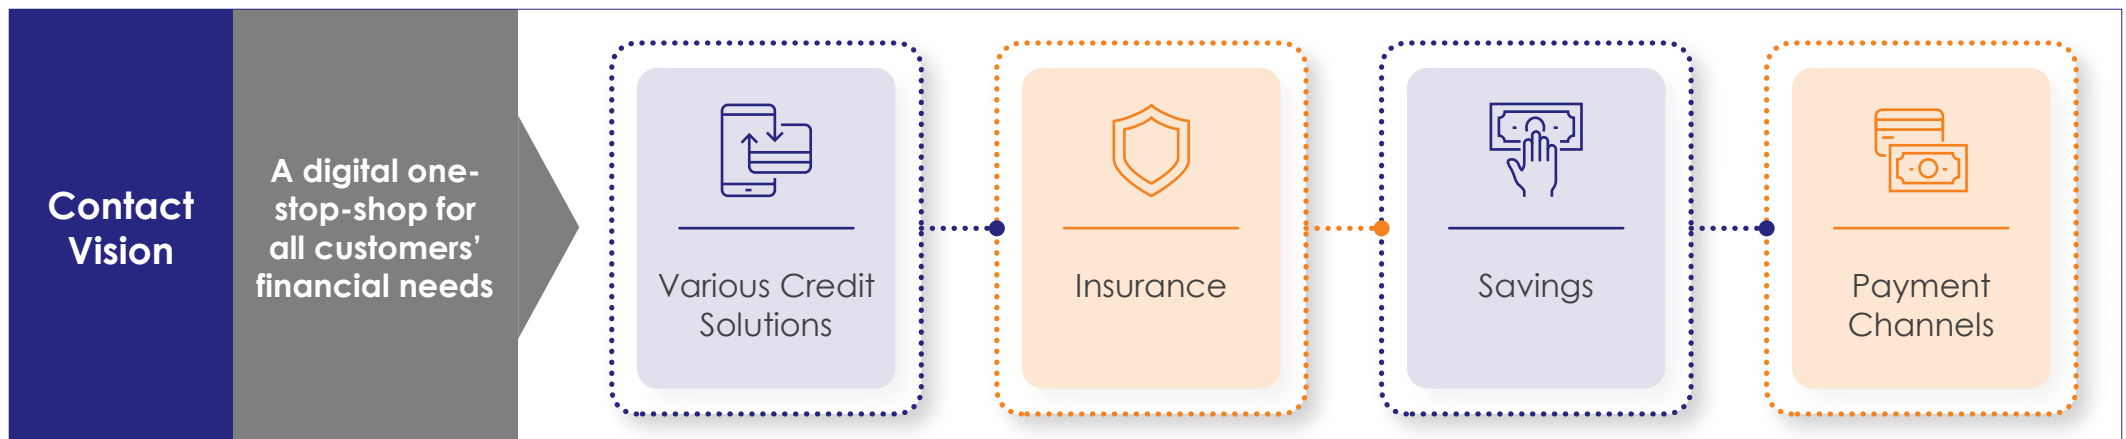 Contact
Vision
A digital one-
stop-shop for
all customers’
financial needs
Various Credit
Solutions
Insurance
Savings
Payment
Channels